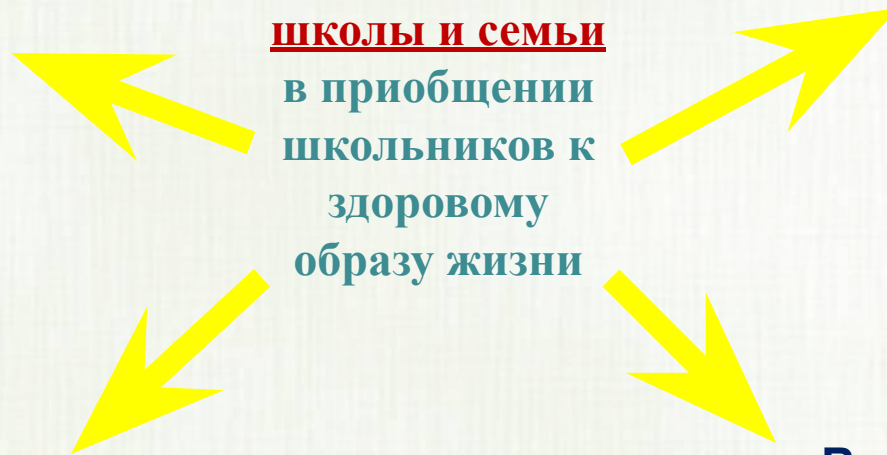 школы и семьи
в приобщении
школьников к
здоровому
образу жизни